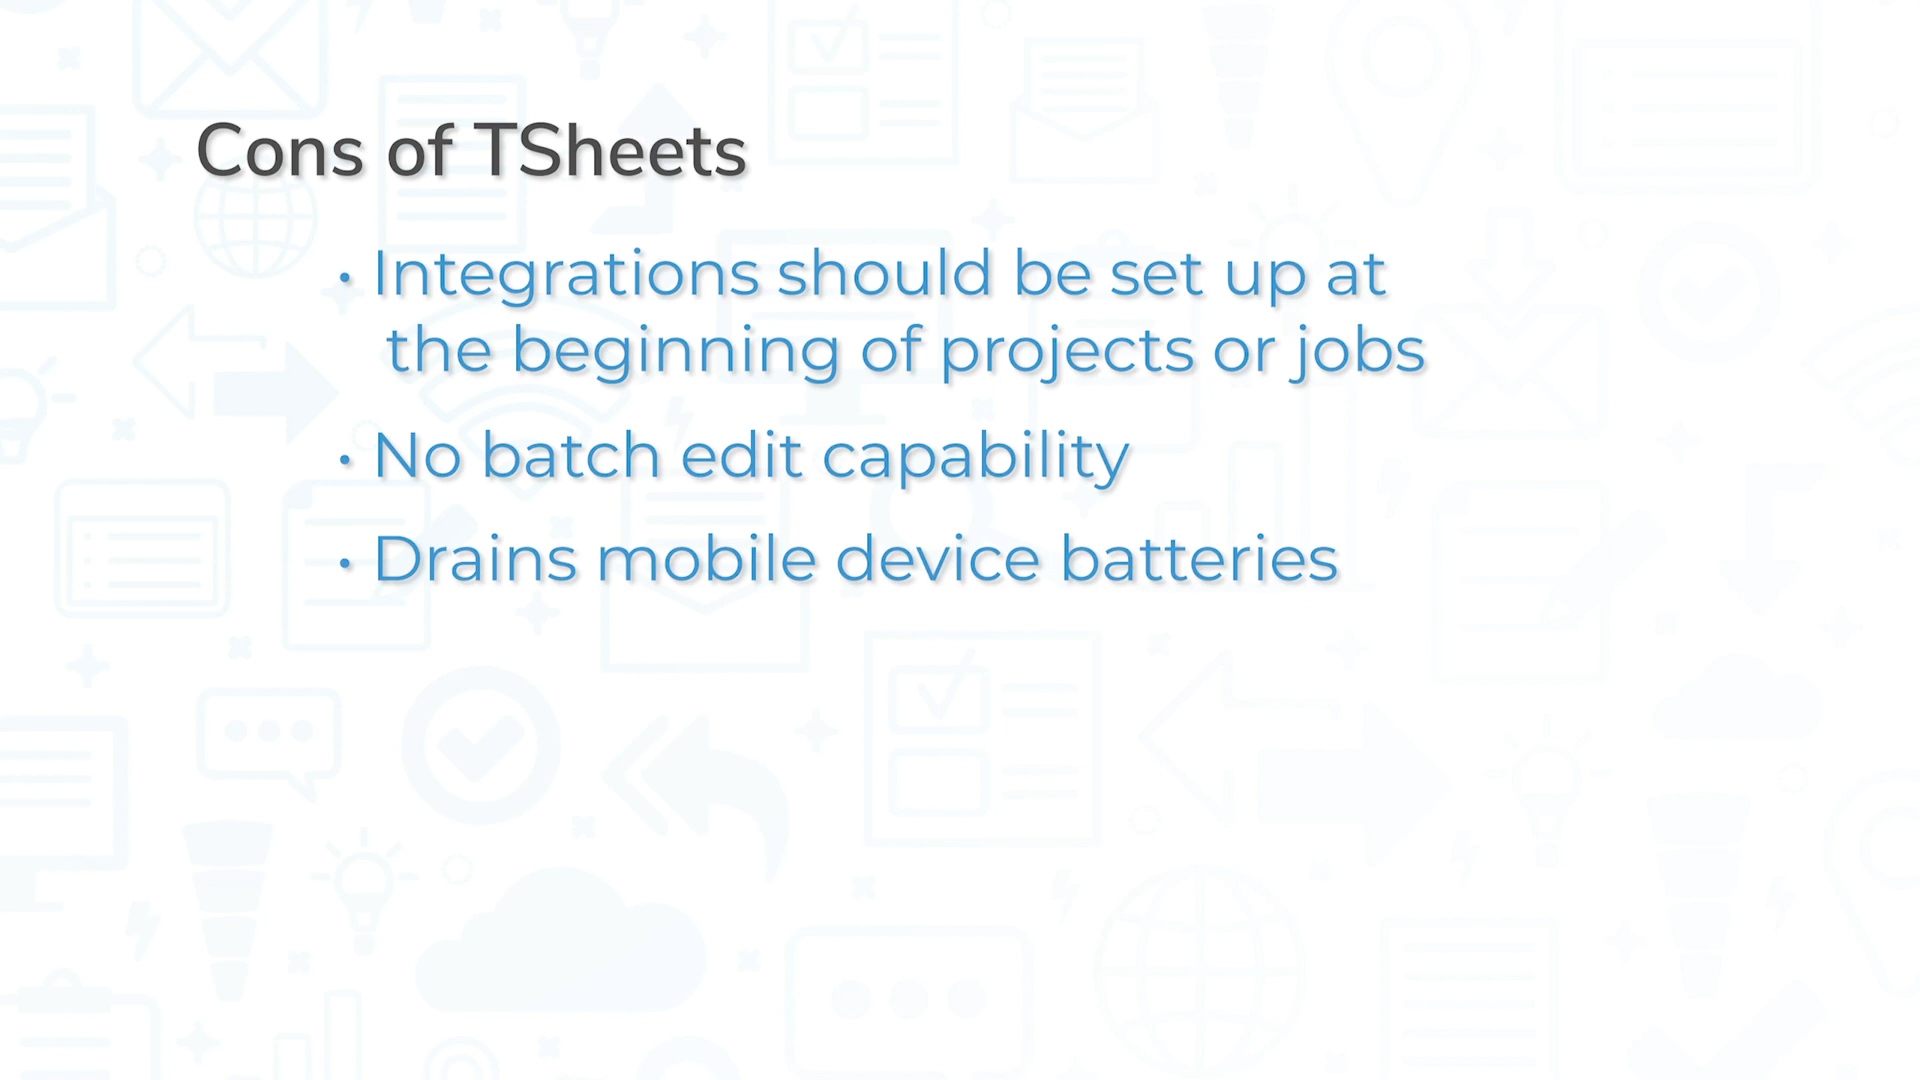 Cons of TSheets
• Integrations should be set up at
the beginning of projects or jobs
• No batch edit capability
• Drains mobile device batteries